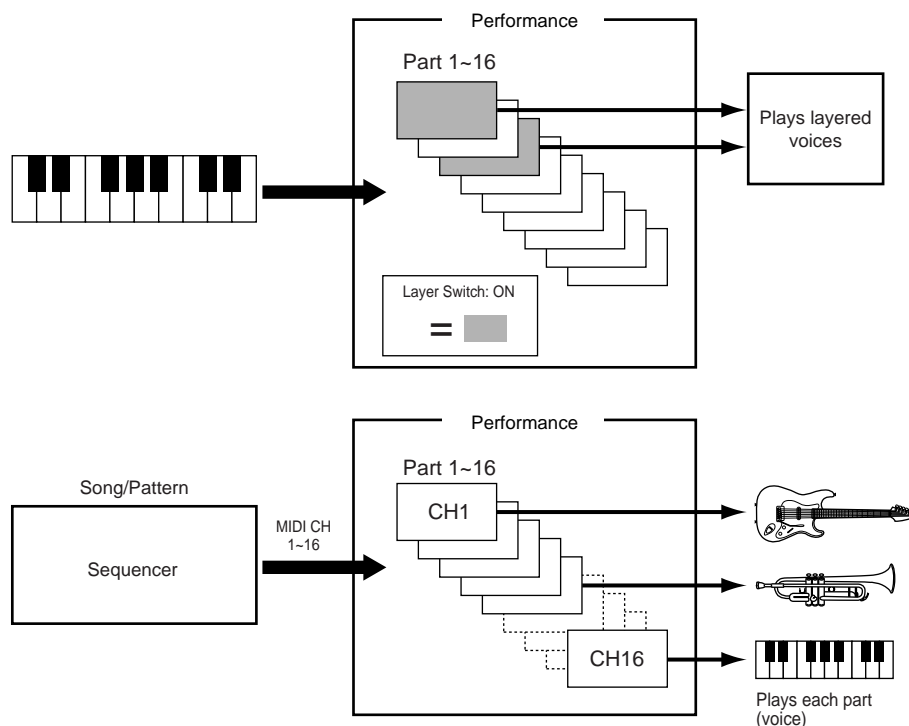 Performance
Part 1~16
Plays layered
voices
Layer Switch: ON
=
Performance
Part 1~16
Song/Pattern
CH1
MIDI CH
1~16
Sequencer
CH16
Plays each part
(voice)